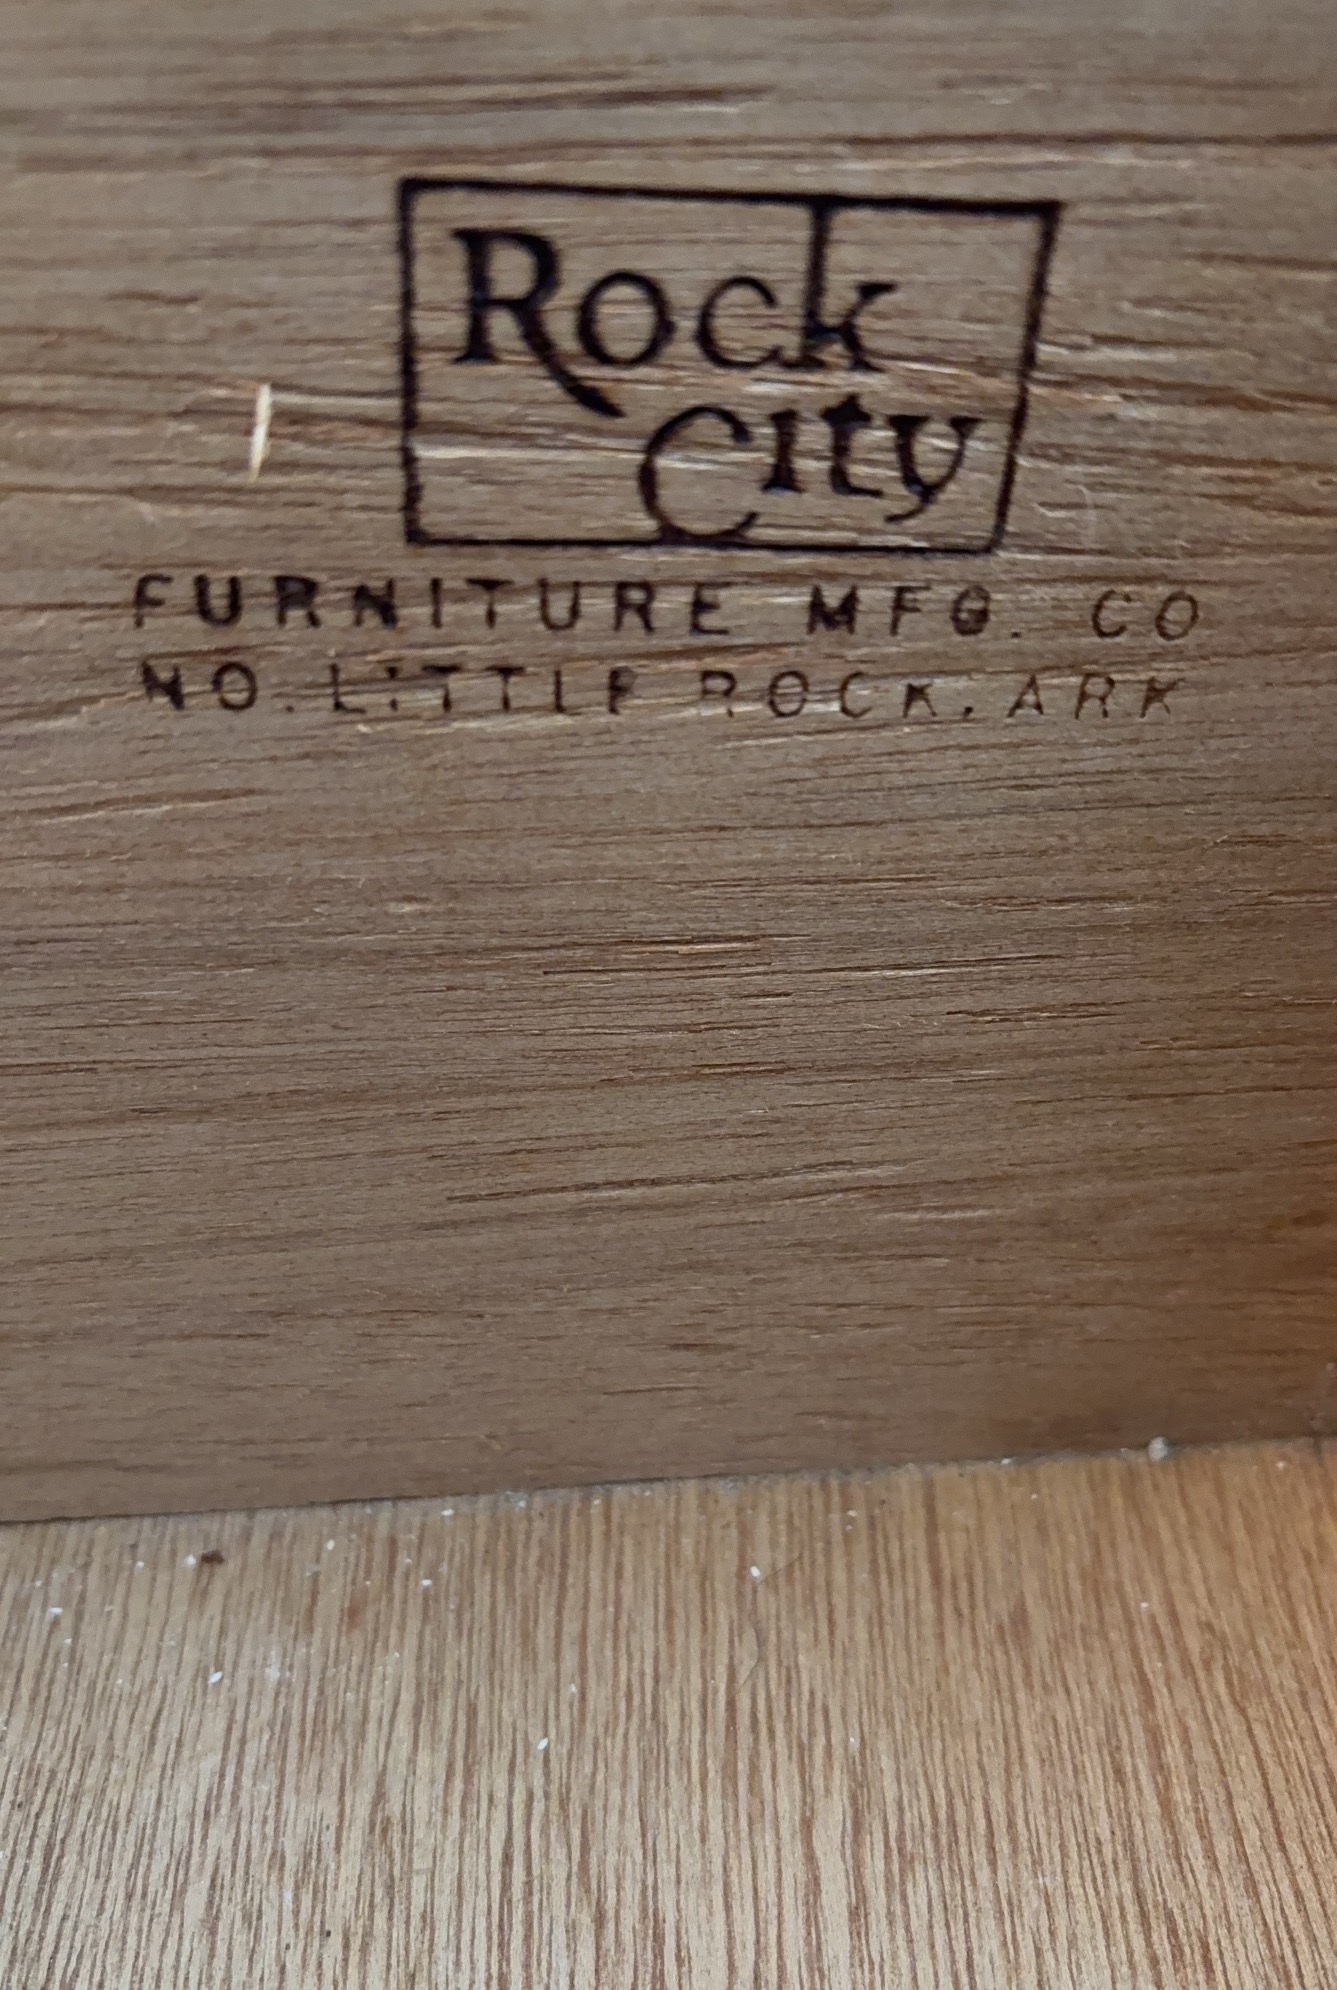 Rock
City
FURNITURE MFG. CO
NO. LITTLE ROCK, ARK